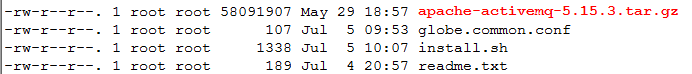 -rw-r--r--. 1 root root 58091907 May 29 18:57 apache-activemq-5.15.3.tar.gz
-rw-r--r--. 1 root root      107 Jul  5 09:53 globe.common.conf
-rw-r--r--. 1 root root     1338 Jul  5 10:07 install.sh
-rw-r--r--. 1 root root      189 Jul  4 20:57 readme.txt